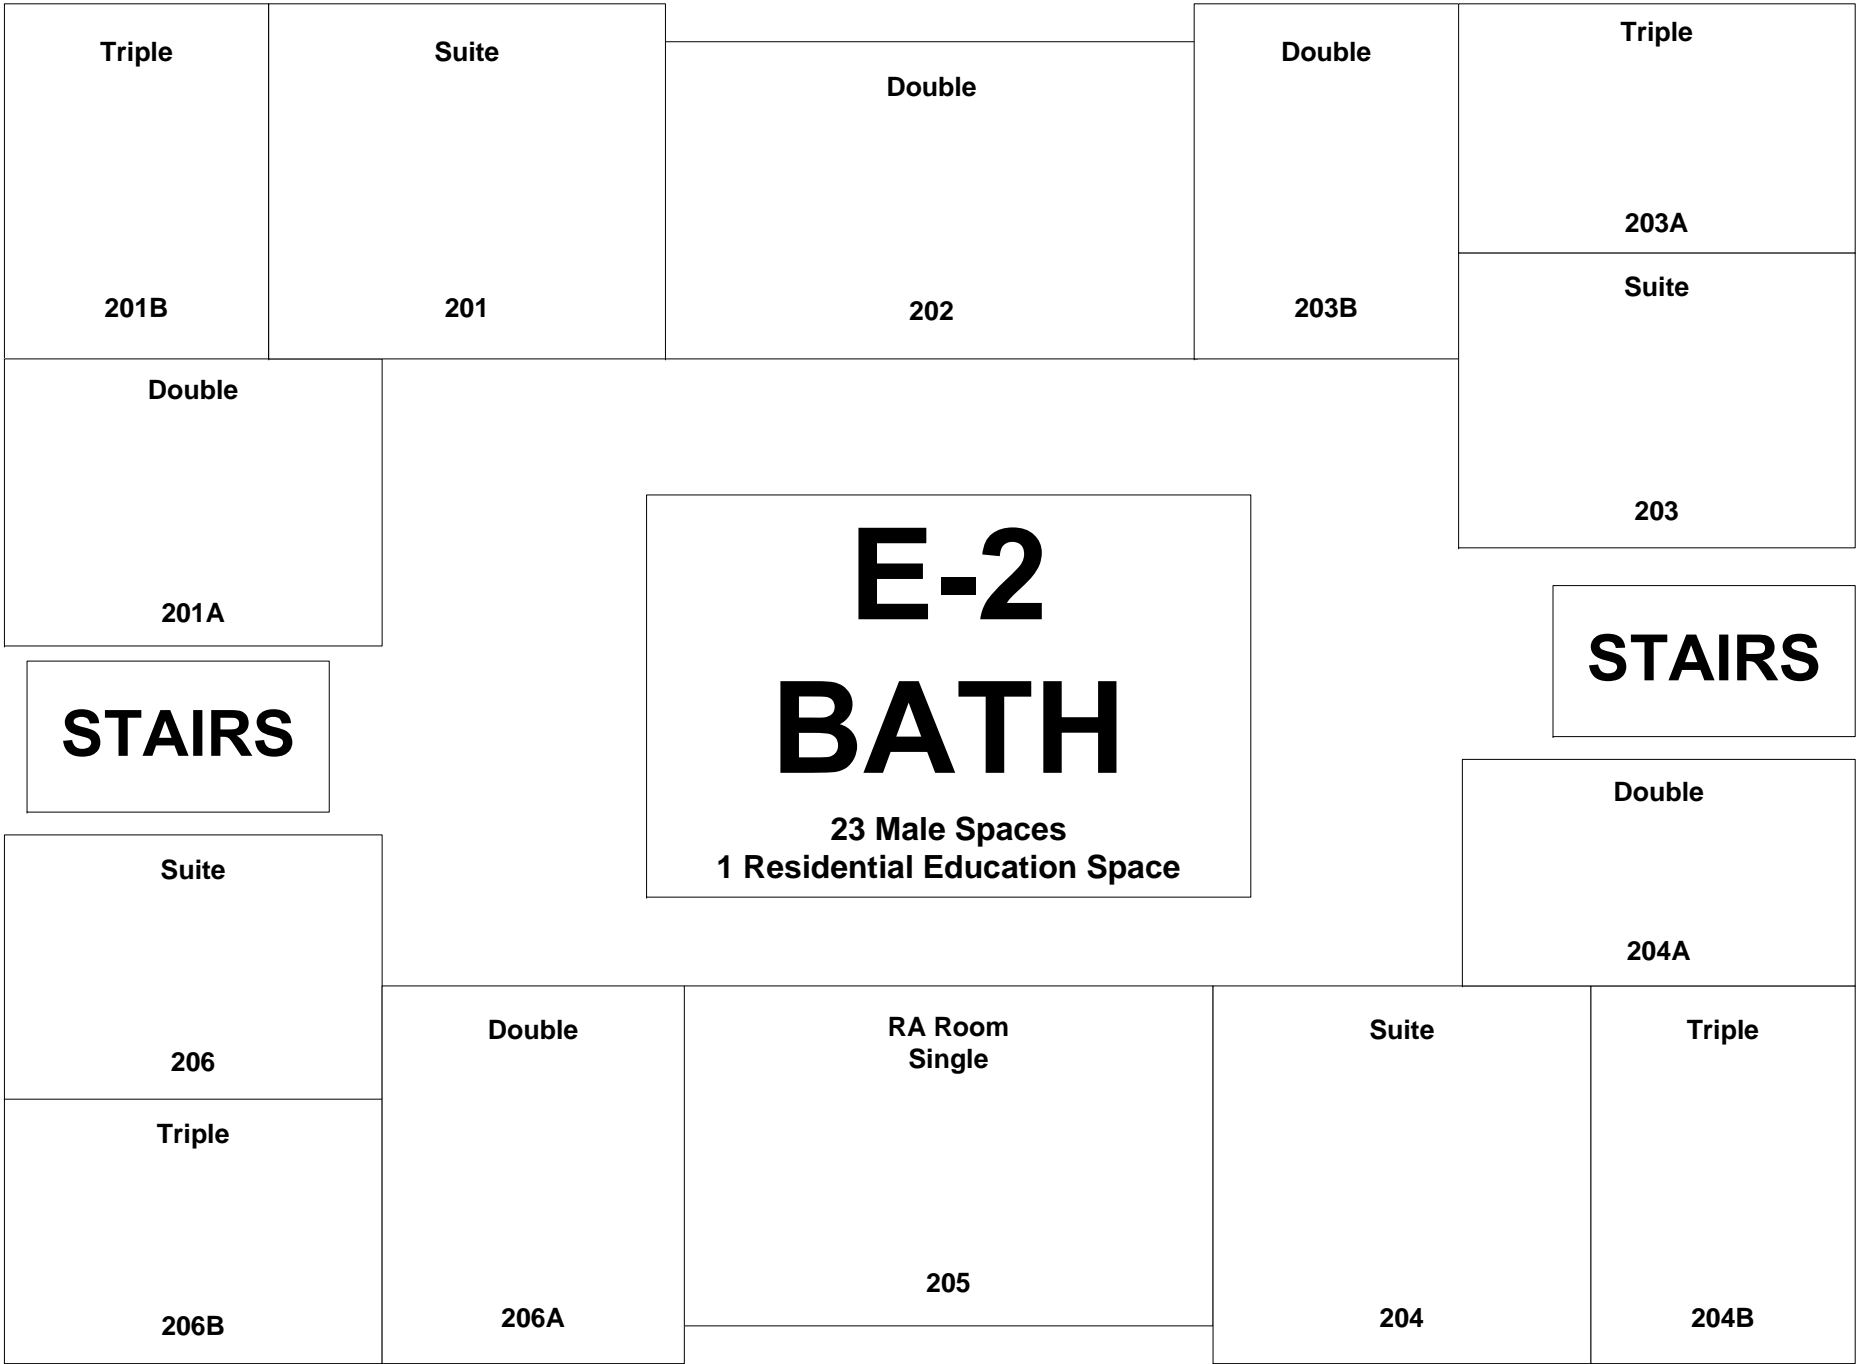 Triple
201B
Suite
201
Double
202
Double
203B
Triple
203A
Suite
203
Double
201A
STAIRS
E-2
BATH
23 Male Spaces
1 Residential Education Space
STAIRS
Double
204A
Suite
206
Triple
206B
Double
206A
RA Room
Single
205
Suite
204
Triple
204B